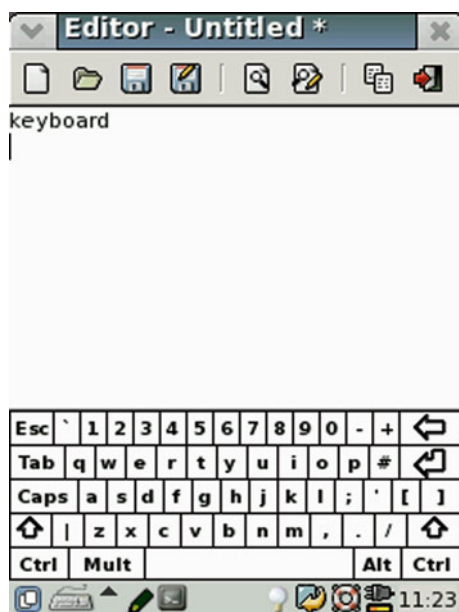 Editor - Untitled *
keyboard
Esc ` 1 2 3 4 5 6 7 8 9 0 - +
Tab q w e r t y u i o p #
Caps a s d f g h j k l ; ' [ ]
| z x c v b n m , . /
Ctrl Mult Alt Ctrl
11:23